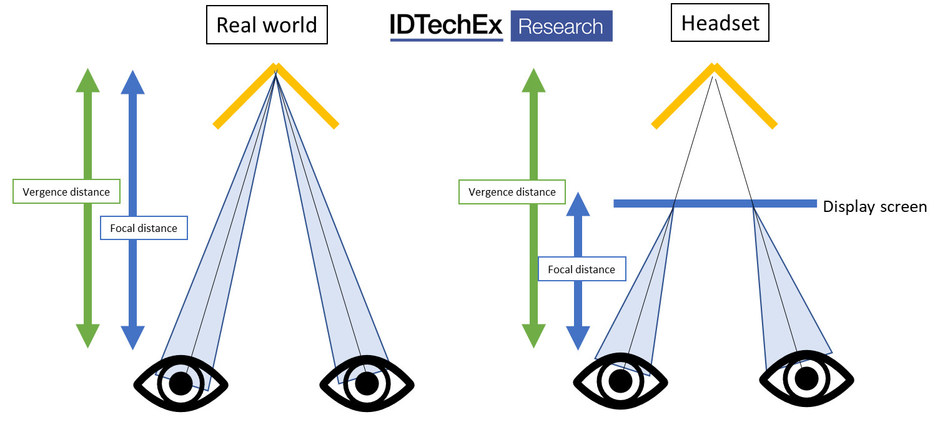 Real world
IDTechEx Research
Headset
Vergence distance
Focal distance
Vergence distance
Focal distance
Display screen